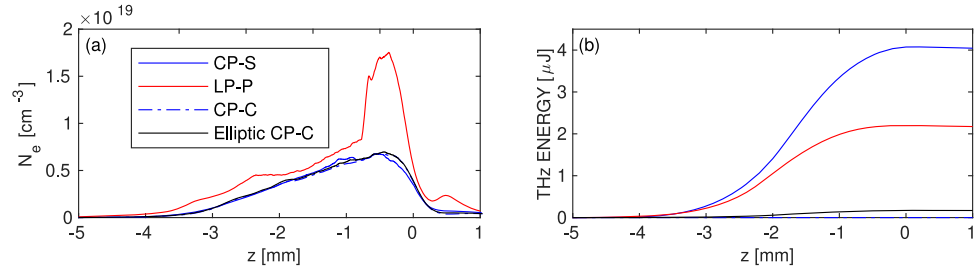 × 10^19
2
1.5
1
0.5
0
N_e [cm^-3]
(a)
CP-S
LP-P
CP-C
Elliptic CP-C
-5 -4 -3 -2 -1 0 1
z [mm]
4
3
2
1
0
THz ENERGY [μJ]
(b)
-5 -4 -3 -2 -1 0 1
z [mm]